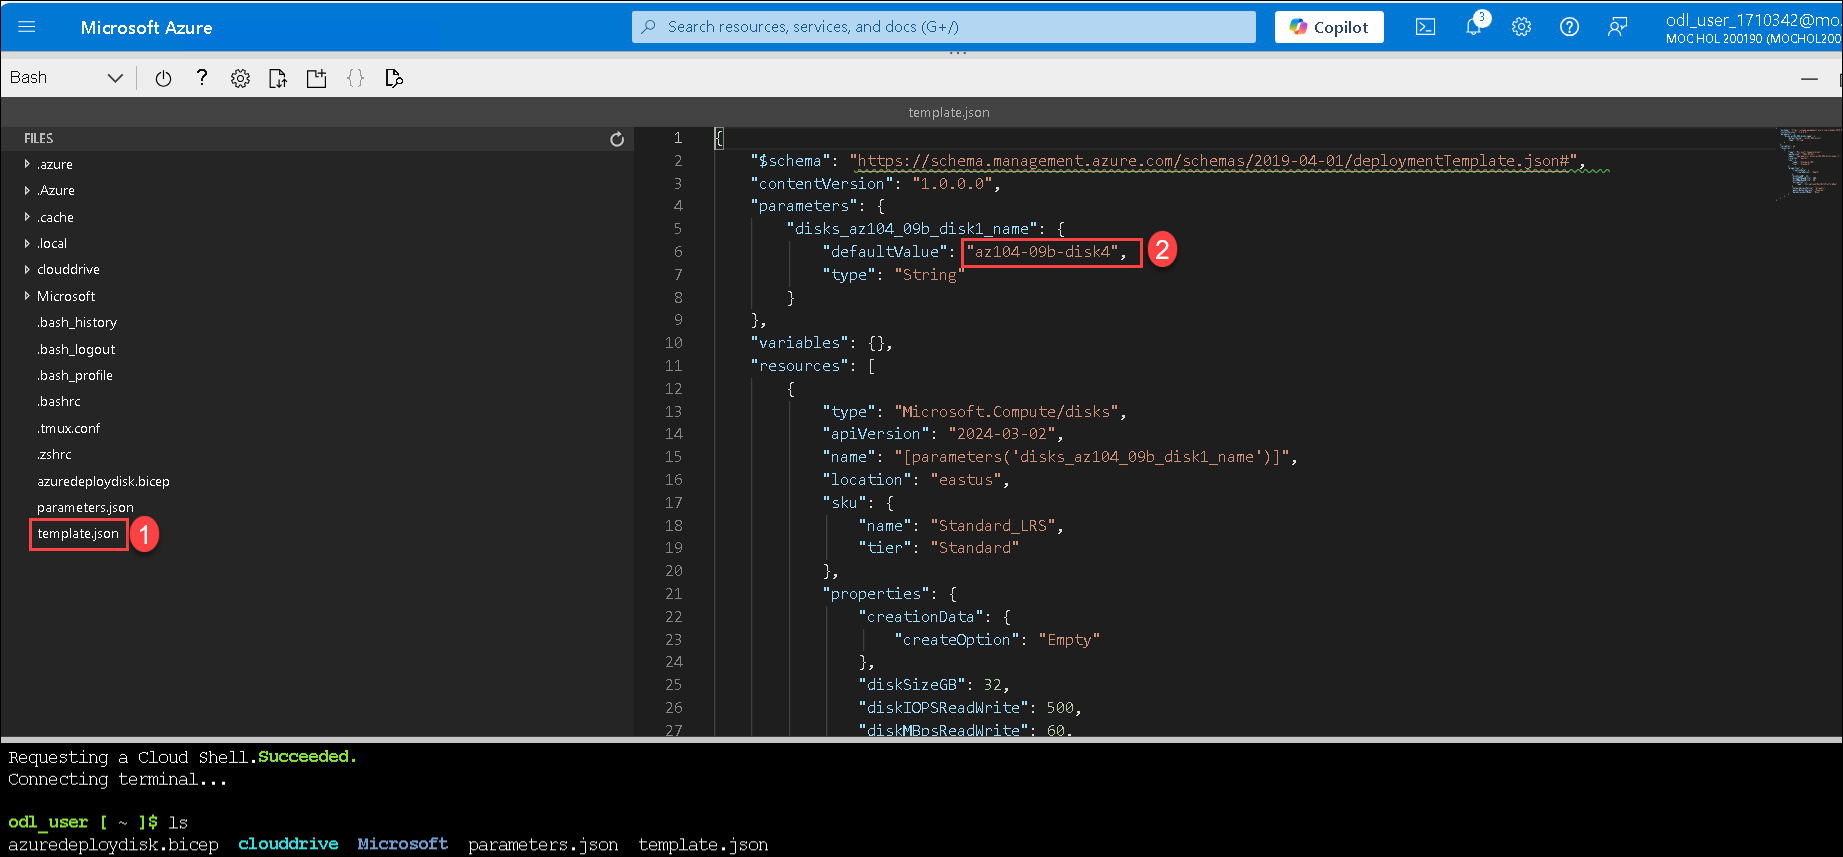 Microsoft Azure
Search resources, services, and docs (G+/)
Copilot
3
odl_user_1710342@mo.
MOC HOL 200190 (MOCHOL200
Bash
template.json
FILES
.azure
.Azure
.cache
.local
clouddrive
Microsoft
.bash_history
.bash_logout
.bash_profile
.bashrc
.tmux.conf
.zshrc
azuredeploydisk.bicep
parameters.json
template.json 1
1 {
2 "$schema": "https://schema.management.azure.com/schemas/2019-04-01/deploymentTemplate.json#",
3 "contentVersion": "1.0.0.0",
4 "parameters": {
5 "disks_az104_09b_disk1_name": {
6 "defaultValue": "az104-09b-disk4", 2
7 "type": "String"
8 }
9 },
10 "variables": {},
11 "resources": [
12 {
13 "type": "Microsoft.Compute/disks",
14 "apiVersion": "2024-03-02",
15 "name": "[parameters('disks_az104_09b_disk1_name')]",
16 "location": "eastus",
17 "sku": {
18 "name": "Standard_LRS",
19 "tier": "Standard"
20 },
21 "properties": {
22 "creationData": {
23 "createOption": "Empty"
24 },
25 "diskSizeGB": 32,
26 "diskIOPSReadWrite": 500,
27 "diskMBpsReadWrite": 60,
Requesting a Cloud Shell.Succeeded.
Connecting terminal...
odl_user [ ~ ]$ ls
azuredeploydisk.bicep clouddrive Microsoft parameters.json template.json